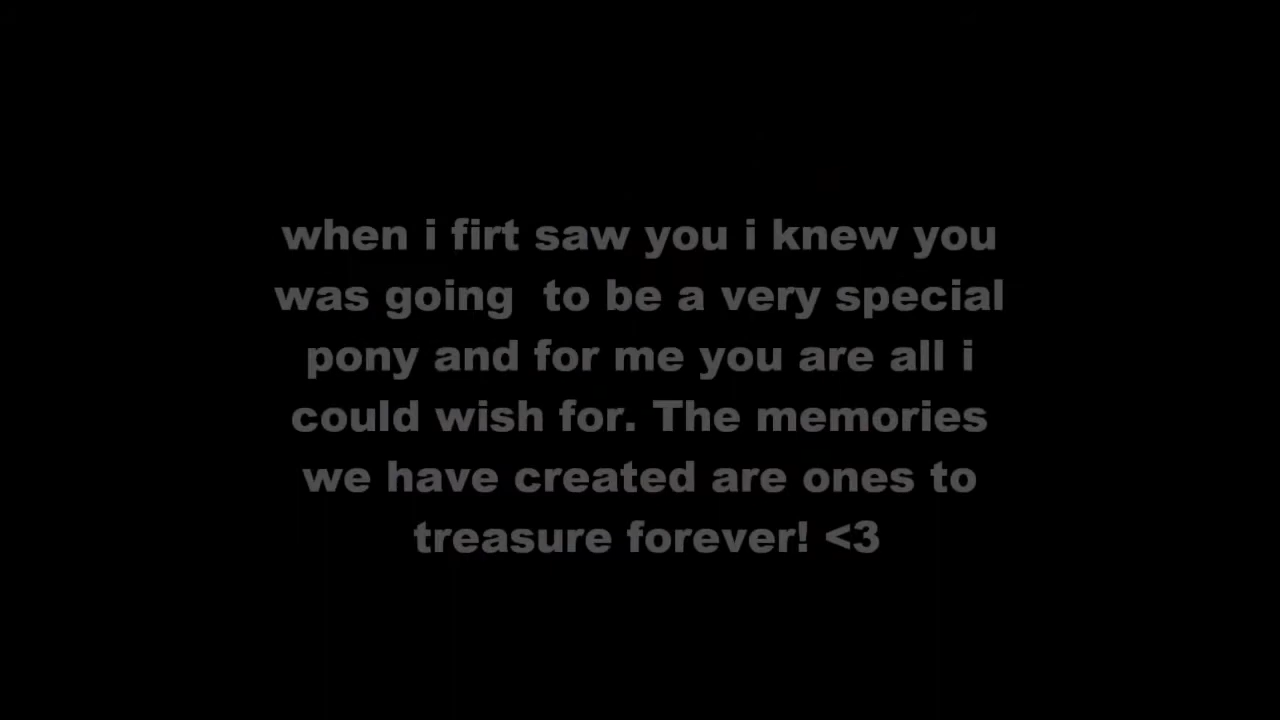 when i firt saw you i knew you
was going  to be a very special
pony and for me you are all i
could wish for. The memories
we have created are ones to
treasure forever! <3